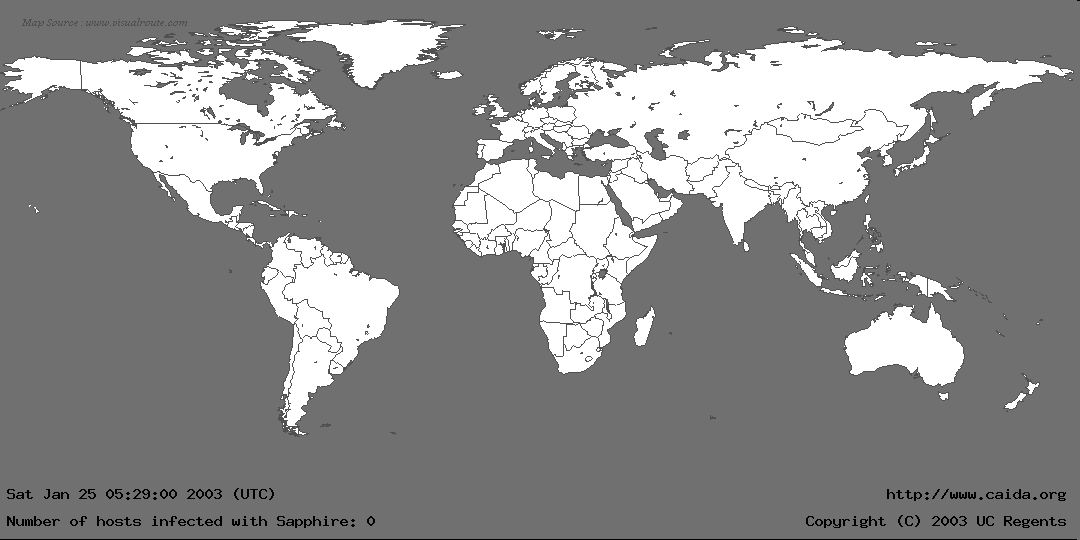 Map Source : www.visualroute.com
Sat Jan 25 05:29:00 2003 (UTC)
http://www.caida.org
Number of hosts infected with Sapphire: 0
Copyright (C) 2003 UC Regents